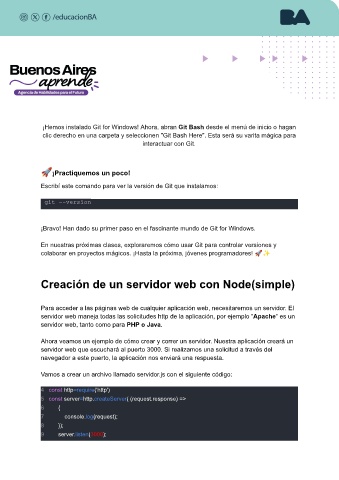 /educacionBA
BA
Buenos Aires
aprende
Agencia de Habilidades para el Futuro
¡Hemos instalado Git for Windows! Ahora, abran Git Bash desde el menú de inicio o hagan
clic derecho en una carpeta y seleccionen "Git Bash Here". Esta será su varita mágica para
interactuar con Git.
🚀¡Practiquemos un poco!
Escribí este comando para ver la versión de Git que instalamos:
git --version
¡Bravo! Han dado su primer paso en el fascinante mundo de Git for Windows.
En nuestras próximas clases, exploraremos cómo usar Git para controlar versiones y
colaborar en proyectos mágicos. ¡Hasta la próxima, jóvenes programadores! 🚀✨
Creación de un servidor web con Node(simple)
Para acceder a las páginas web de cualquier aplicación web, necesitaremos un servidor. El
servidor web maneja todas las solicitudes http de la aplicación, por ejemplo "Apache" es un
servidor web, tanto como para PHP o Java.
Ahora veamos un ejemplo de cómo crear y correr un servidor. Nuestra aplicación creará un
servidor web que escuchará al puerto 3000. Si realizamos una solicitud a través del
navegador a este puerto, la aplicación nos enviará una respuesta.
Vamos a crear un archivo llamado servidor.js con el siguiente código:
4 const http=require('http')
5 const server=http.createServer( (request,response) =>
6 {
7 console.log(request);
8 });
9 server.listen(3000);